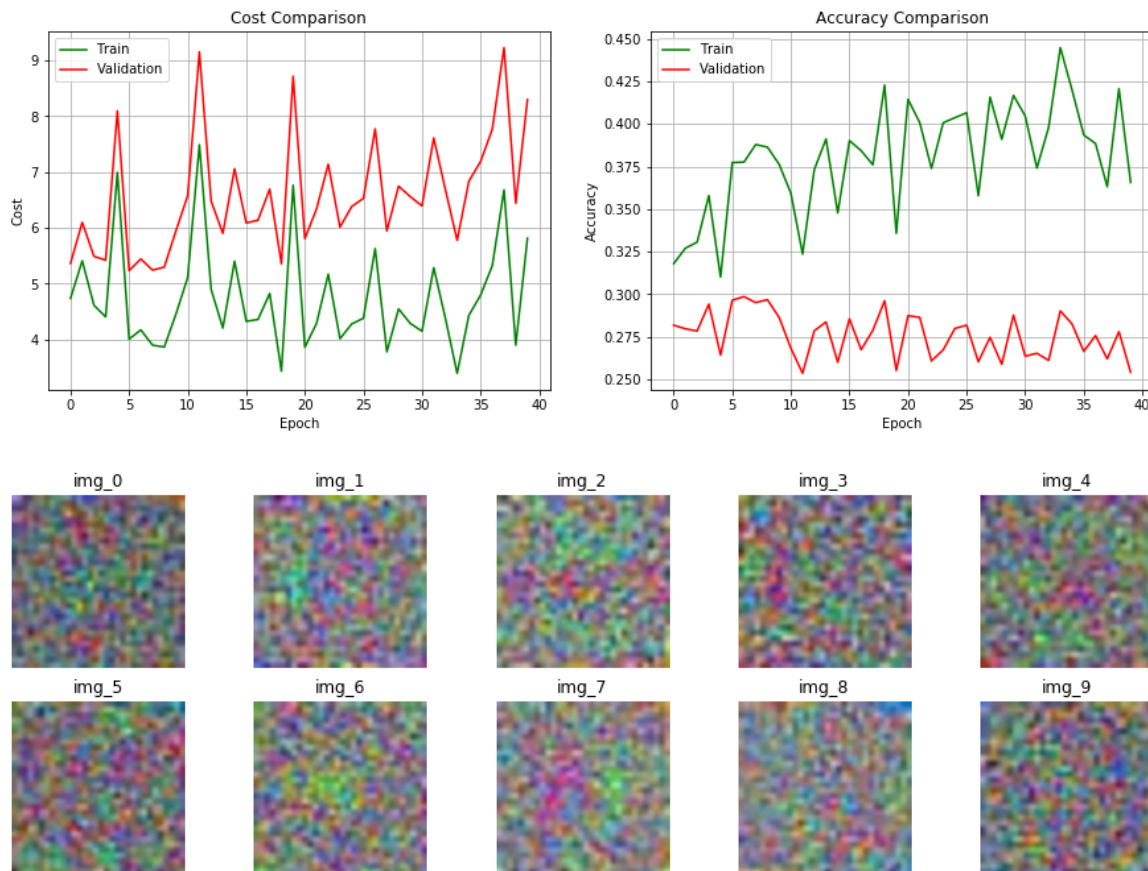 Cost Comparison
Train
Validation
9
8
7
6
5
4
Cost
0 5 10 15 20 25 30 35 40
Epoch
Accuracy Comparison
Train
Validation
0.450
0.425
0.400
0.375
0.350
0.325
0.300
0.275
0.250
Accuracy
0 5 10 15 20 25 30 35 40
Epoch
img_0 img_1 img_2 img_3 img_4
img_5 img_6 img_7 img_8 img_9